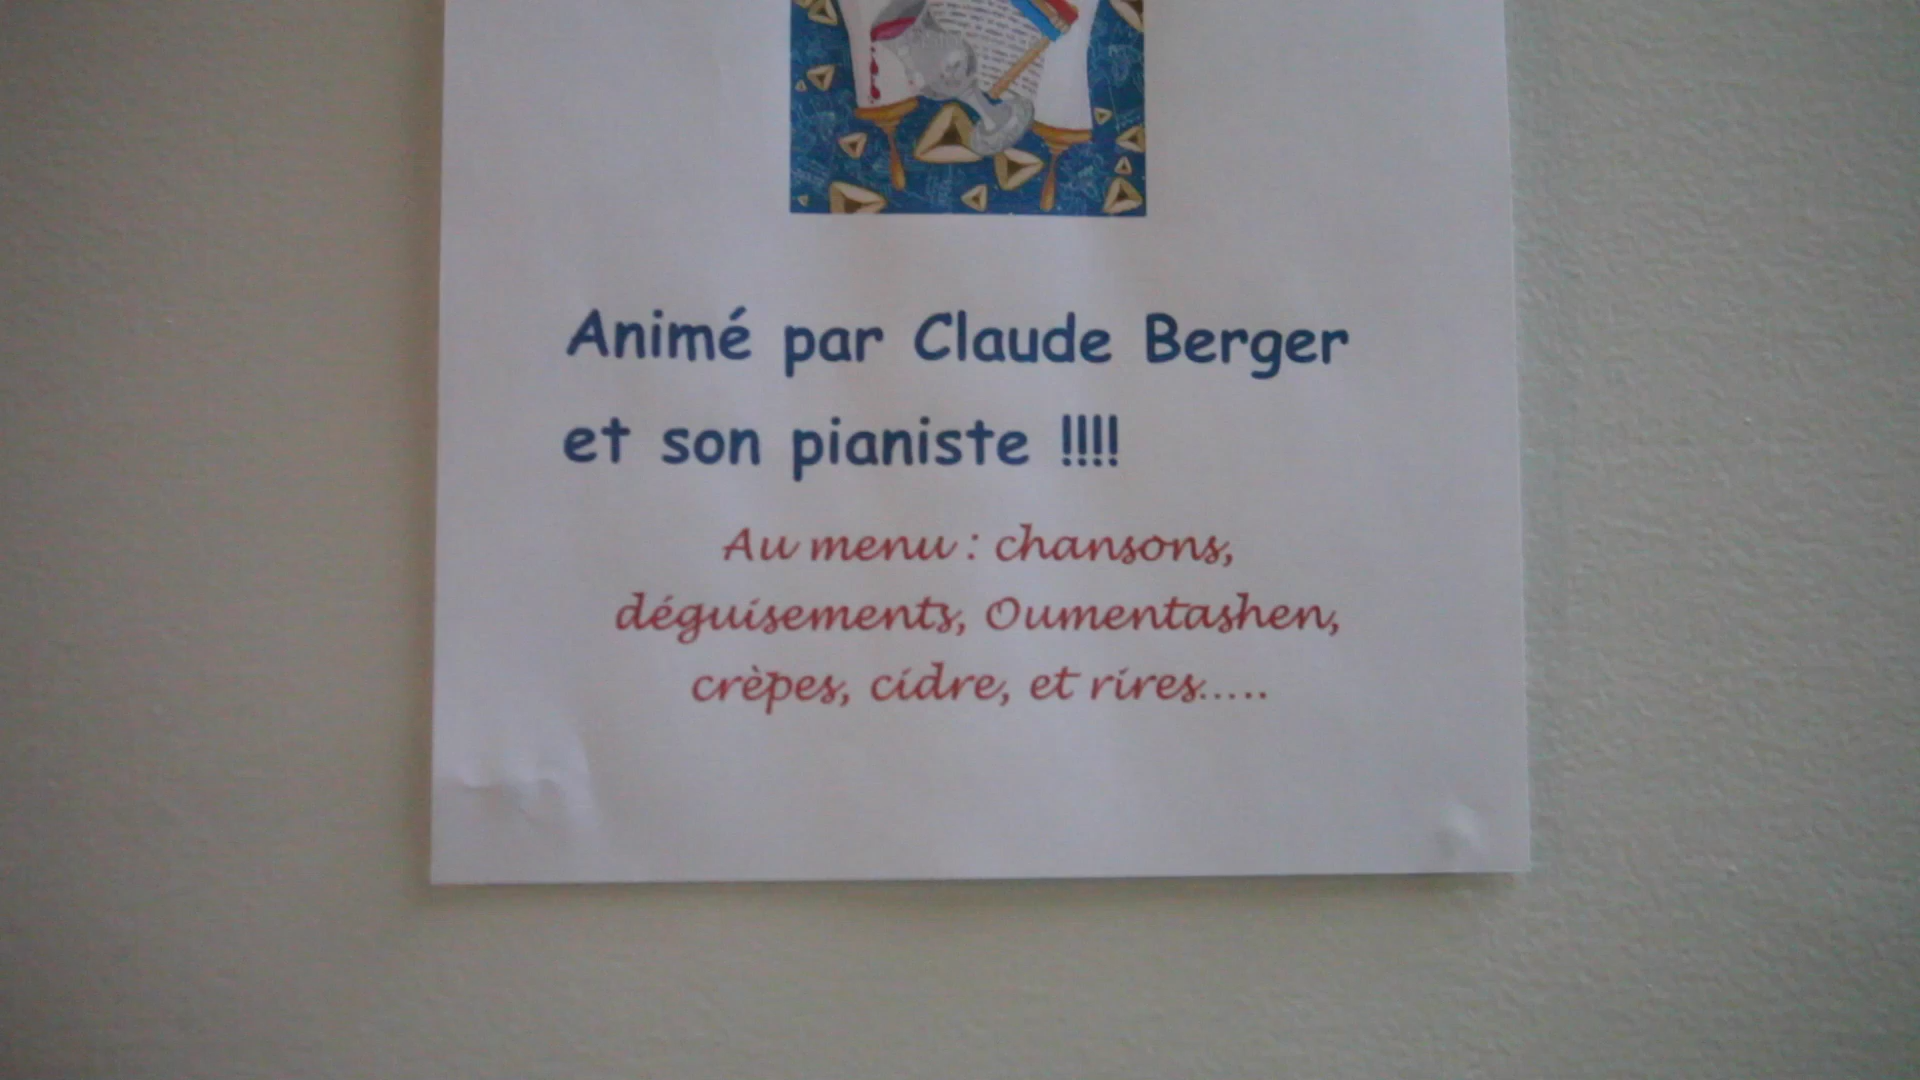 Animé par Claude Berger
et son pianiste !!!!
Au menu : chansons,
déguisements, Oumentashen,
crèpes, cidre, et rires.....